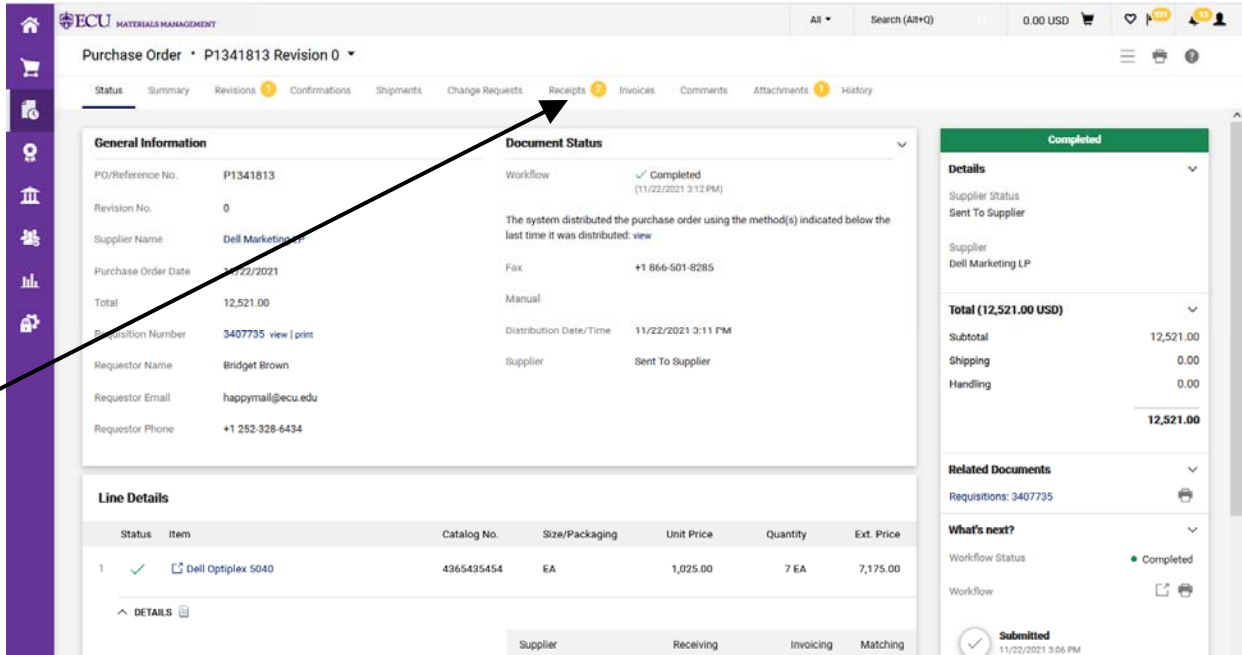 ECU MATERIALS MANAGEMENT All Search (Alt+Q) 0.00 USD
Purchase Order • P1341813 Revision 0
Status Summary Revisions 1 Confirmations Shipments Change Requests Receipts 2 Invoices Comments Attachments 1 History
General Information
PO/Reference No. P1341813
Revision No. 0
Supplier Name Dell Marketing LP
Purchase Order Date 11/22/2021
Total 12,521.00
Requisition Number 3407735 view | print
Requestor Name Bridget Brown
Requestor Email happymail@ecu.edu
Requestor Phone +1 252-328-6434
Document Status
Workflow Completed
(11/22/2021 3:12 PM)
The system distributed the purchase order using the method(s) indicated below the
last time it was distributed: view
Fax +1 866-501-8285
Manual
Distribution Date/Time 11/22/2021 3:11 PM
Supplier Sent To Supplier
Line Details
Status Item Catalog No. Size/Packaging Unit Price Quantity Ext. Price
1 Dell Optiplex 5040 4365435454 EA 1,025.00 7 EA 7,175.00
DETAILS
Supplier Receiving Invoicing Matching
Completed
Details
Supplier Status
Sent To Supplier
Supplier
Dell Marketing LP
Total (12,521.00 USD)
Subtotal 12,521.00
Shipping 0.00
Handling 0.00
12,521.00
Related Documents
Requisitions: 3407735
What's next?
Workflow Status Completed
Workflow
Submitted
11/22/2021 3:06 PM